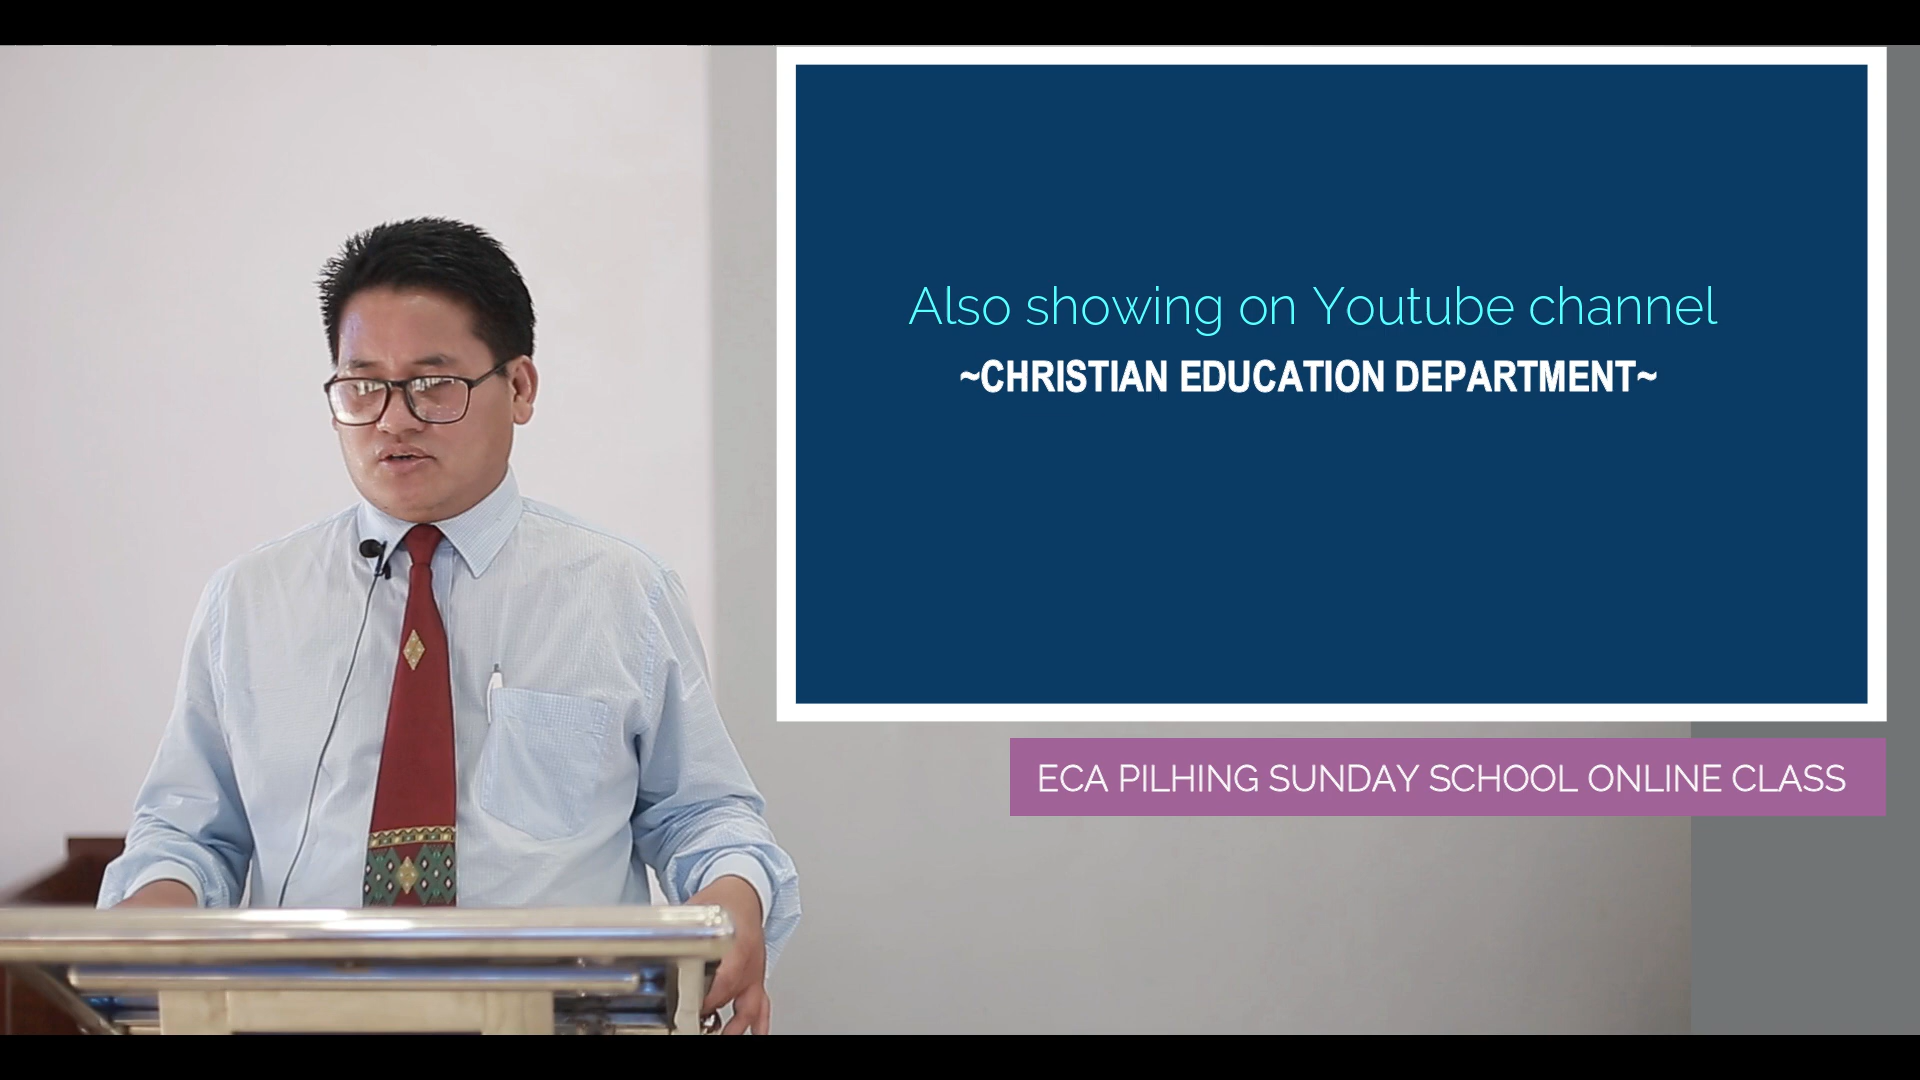 Also showing on Youtube channel
~CHRISTIAN EDUCATION DEPARTMENT~
ECA PILHING SUNDAY SCHOOL ONLINE CLASS